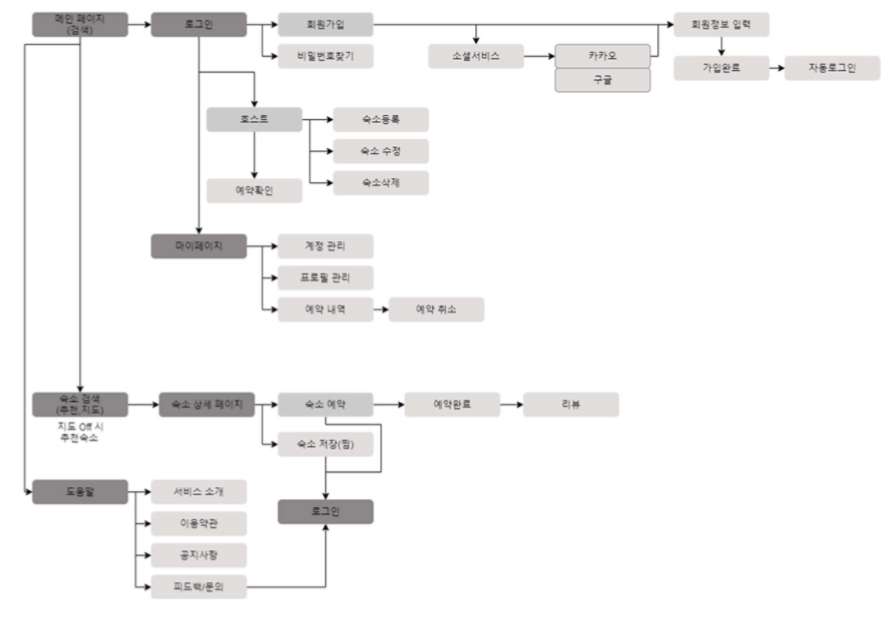 메인 페이지
(검색)
로그인
회원가입
회원정보 입력
비밀번호찾기
소셜서비스
카카오
구글
가입완료
자동로그인
호스트
숙소등록
숙소 수정
숙소삭제
예약확인
마이페이지
계정 관리
프로필 관리
예약 내역
예약 취소
숙소 검색
(추천 지도)
지도 Off 시
추천숙소
숙소 상세 페이지
숙소 예약
예약완료
리뷰
숙소 저장(찜)
도움말
서비스 소개
로그인
이용약관
공지사항
피드백/문의